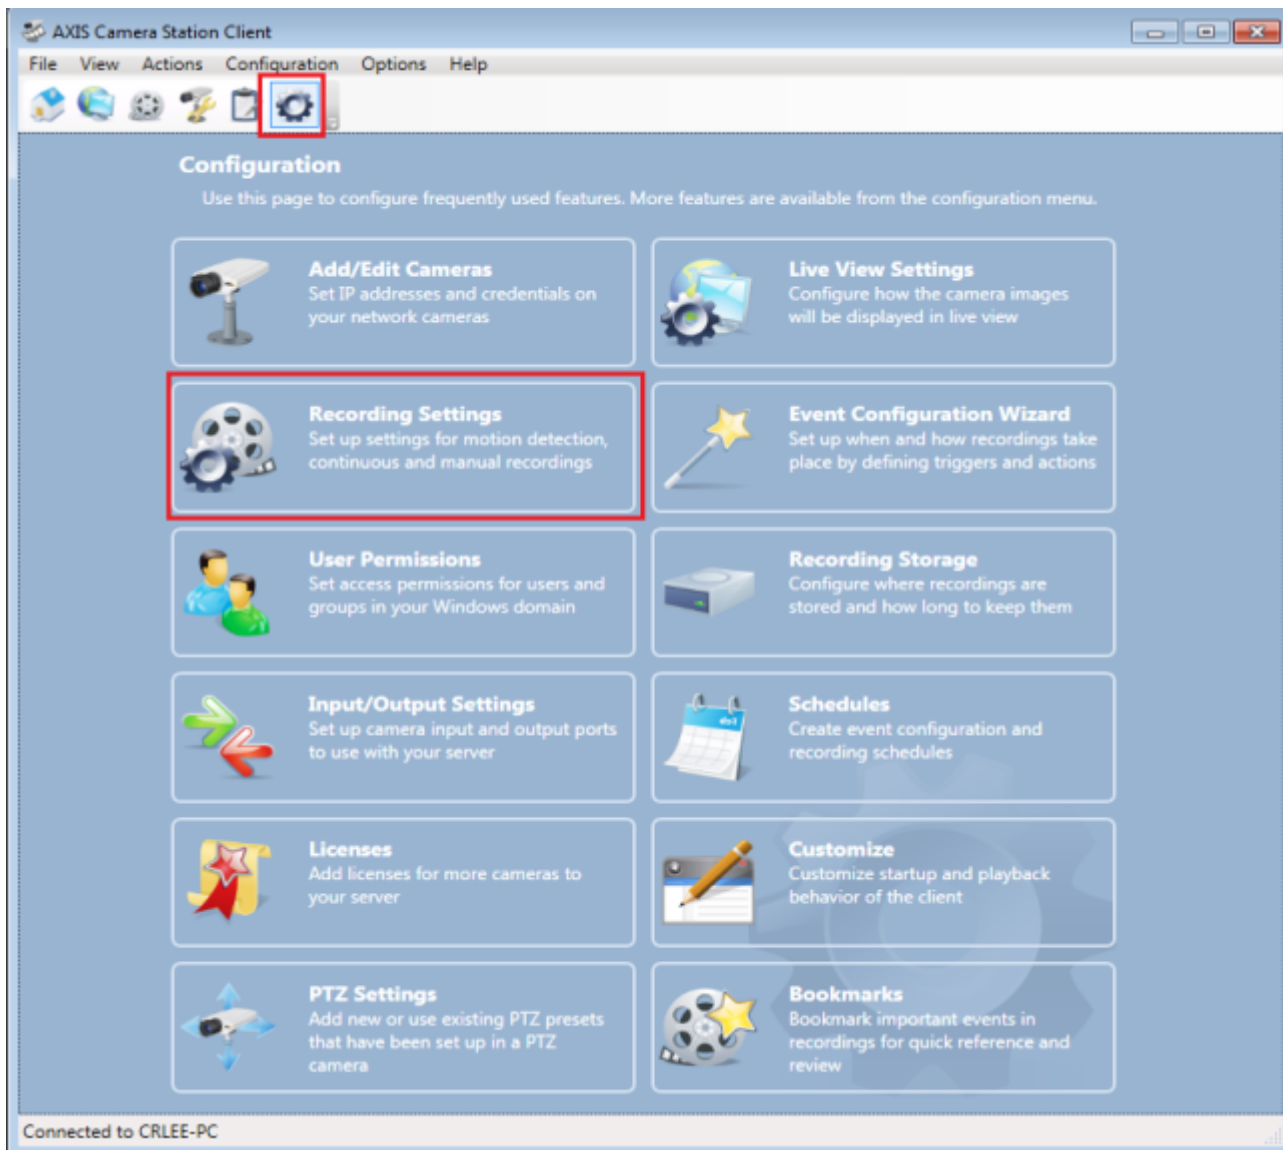 AXIS Camera Station Client
File View Actions Configuration Options Help
Configuration
Use this page to configure frequently used features. More features are available from the configuration menu.
Add/Edit Cameras
Set IP addresses and credentials on
your network cameras
Live View Settings
Configure how the camera images
will be displayed in live view
Recording Settings
Set up settings for motion detection,
continuous and manual recordings
Event Configuration Wizard
Set up when and how recordings take
place by defining triggers and actions
User Permissions
Set access permissions for users and
groups in your Windows domain
Recording Storage
Configure where recordings are
stored and how long to keep them
Input/Output Settings
Set up camera input and output ports
to use with your server
Schedules
Create event configuration and
recording schedules
Licenses
Add licenses for more cameras to
your server
Customize
Customize startup and playback
behavior of the client
PTZ Settings
Add new or use existing PTZ presets
that have been set up in a PTZ
camera
Bookmarks
Bookmark important events in
recordings for quick reference and
review
Connected to CRLEE-PC